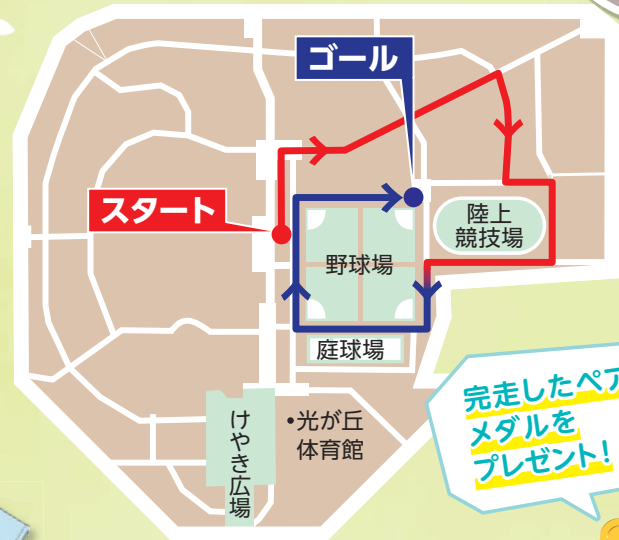 ゴール
スタート
陸上
競技場
野球場
庭球場
けやき広場
•光が丘
体育館
完走したペア
メダルを
プレゼント!